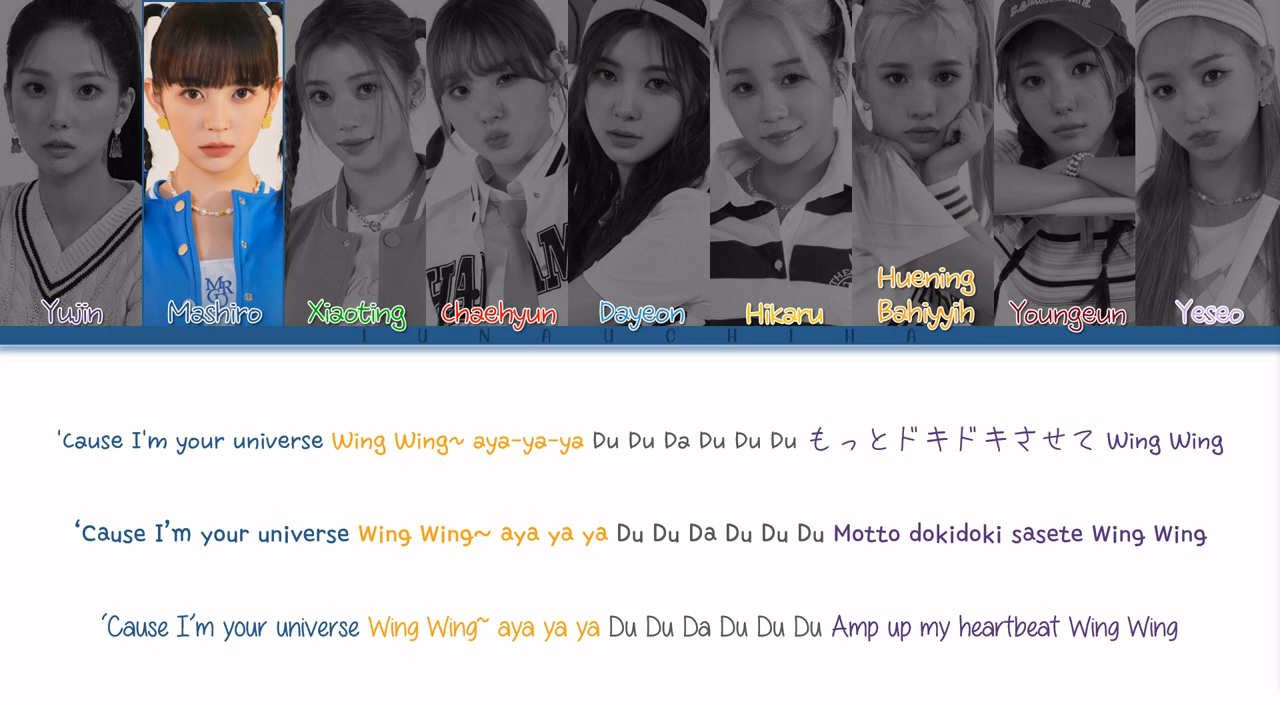 Yujin
Mashiro
Xiaoting
Chaehyun
Dayeon
Hikaru
Huening
Bahiyyih
Youngeun
Yeseo
L U N A U C H I H A
'Cause I'm your universe Wing Wing~ aya-ya-ya Du Du Da Du Du Du もっとドキドキさせて Wing Wing
‘Cause I’m your universe Wing Wing~ aya ya ya Du Du Da Du Du Du Motto dokidoki sasete Wing Wing
‘Cause I’m your universe Wing Wing~ aya ya ya Du Du Da Du Du Du Amp up my heartbeat Wing Wing